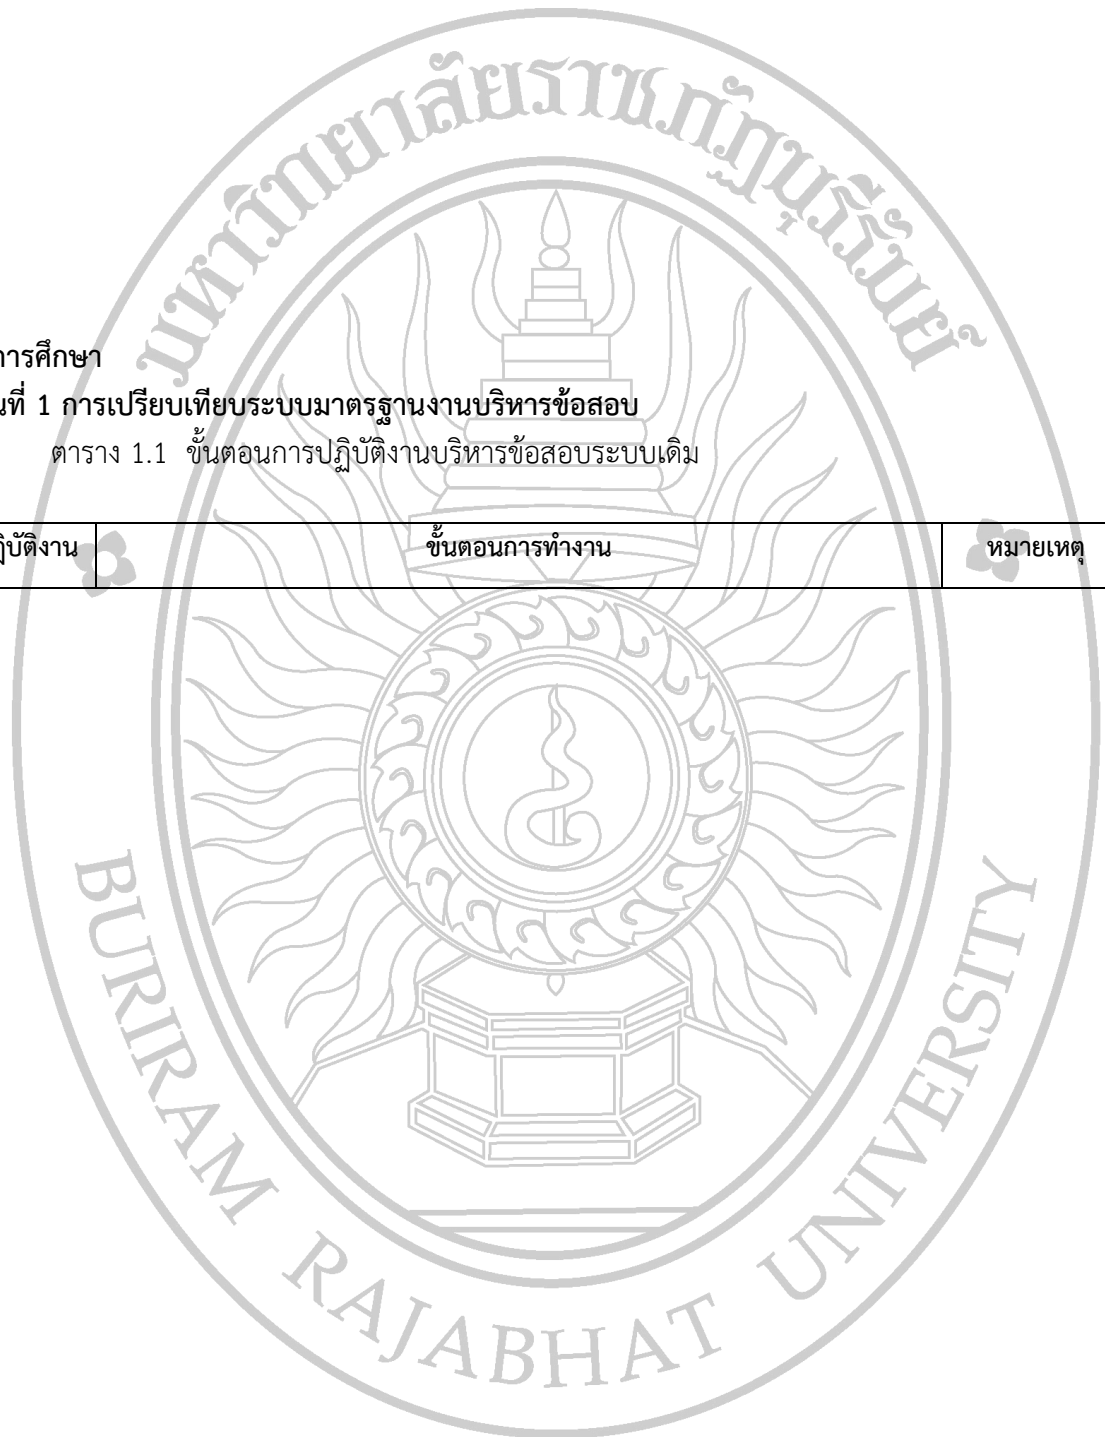 มหาวิทยาลัยราชภัฏบุรีรัมย์
การศึกษา
ที่ 1 การเปรียบเทียบระบบมาตรฐานงานบริหารข้อสอบ
ตาราง 1.1 ขั้นตอนการปฏิบัติงานบริหารข้อสอบระบบเดิม
ขั้นตอนการทำงาน
หมายเหตุ
BURIRAM RAJABHAT UNIVERSITY